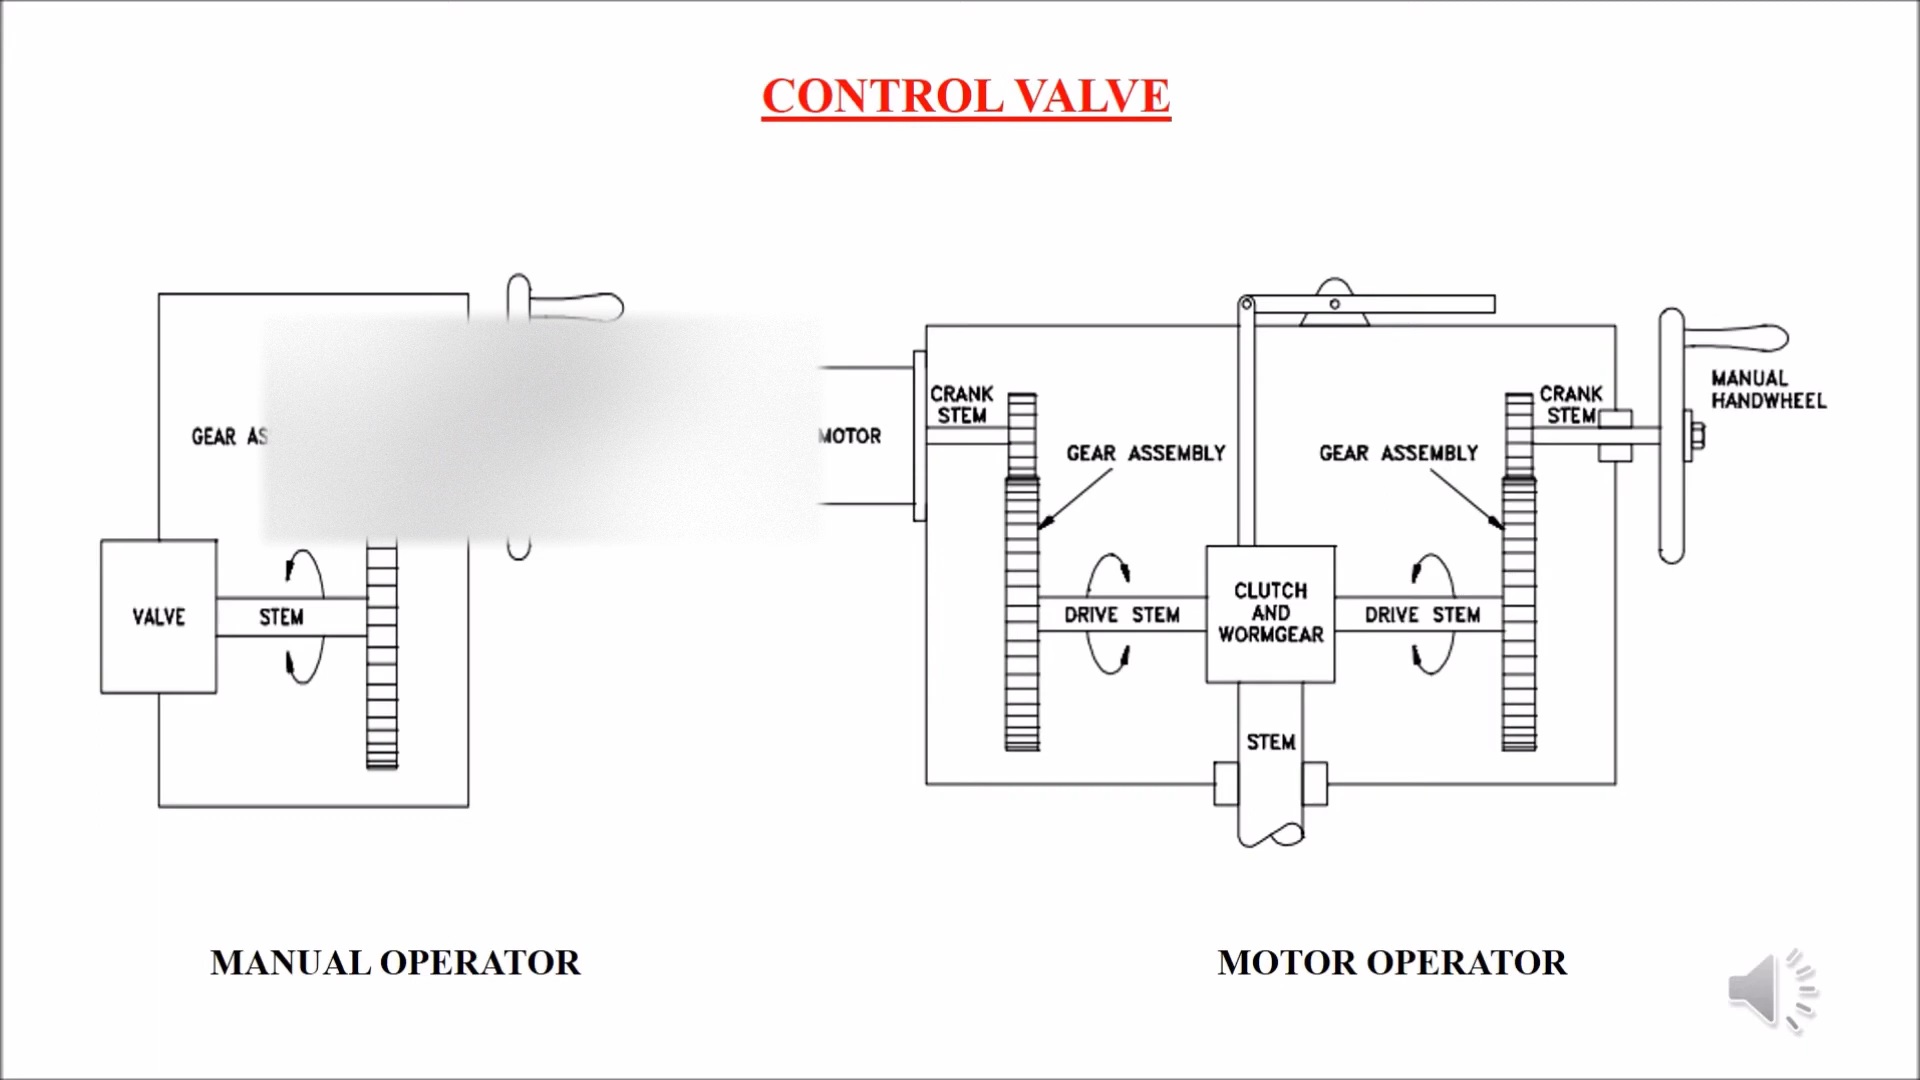 CONTROL VALVE
GEAR
VALVE
STEM
MOTOR
CRANK
STEM
GEAR ASSEMBLY
DRIVE STEM
CLUTCH
AND
WORMGEAR
STEM
GEAR ASSEMBLY
DRIVE STEM
CRANK
STEM
MANUAL
HANDWHEEL
MANUAL OPERATOR
MOTOR OPERATOR